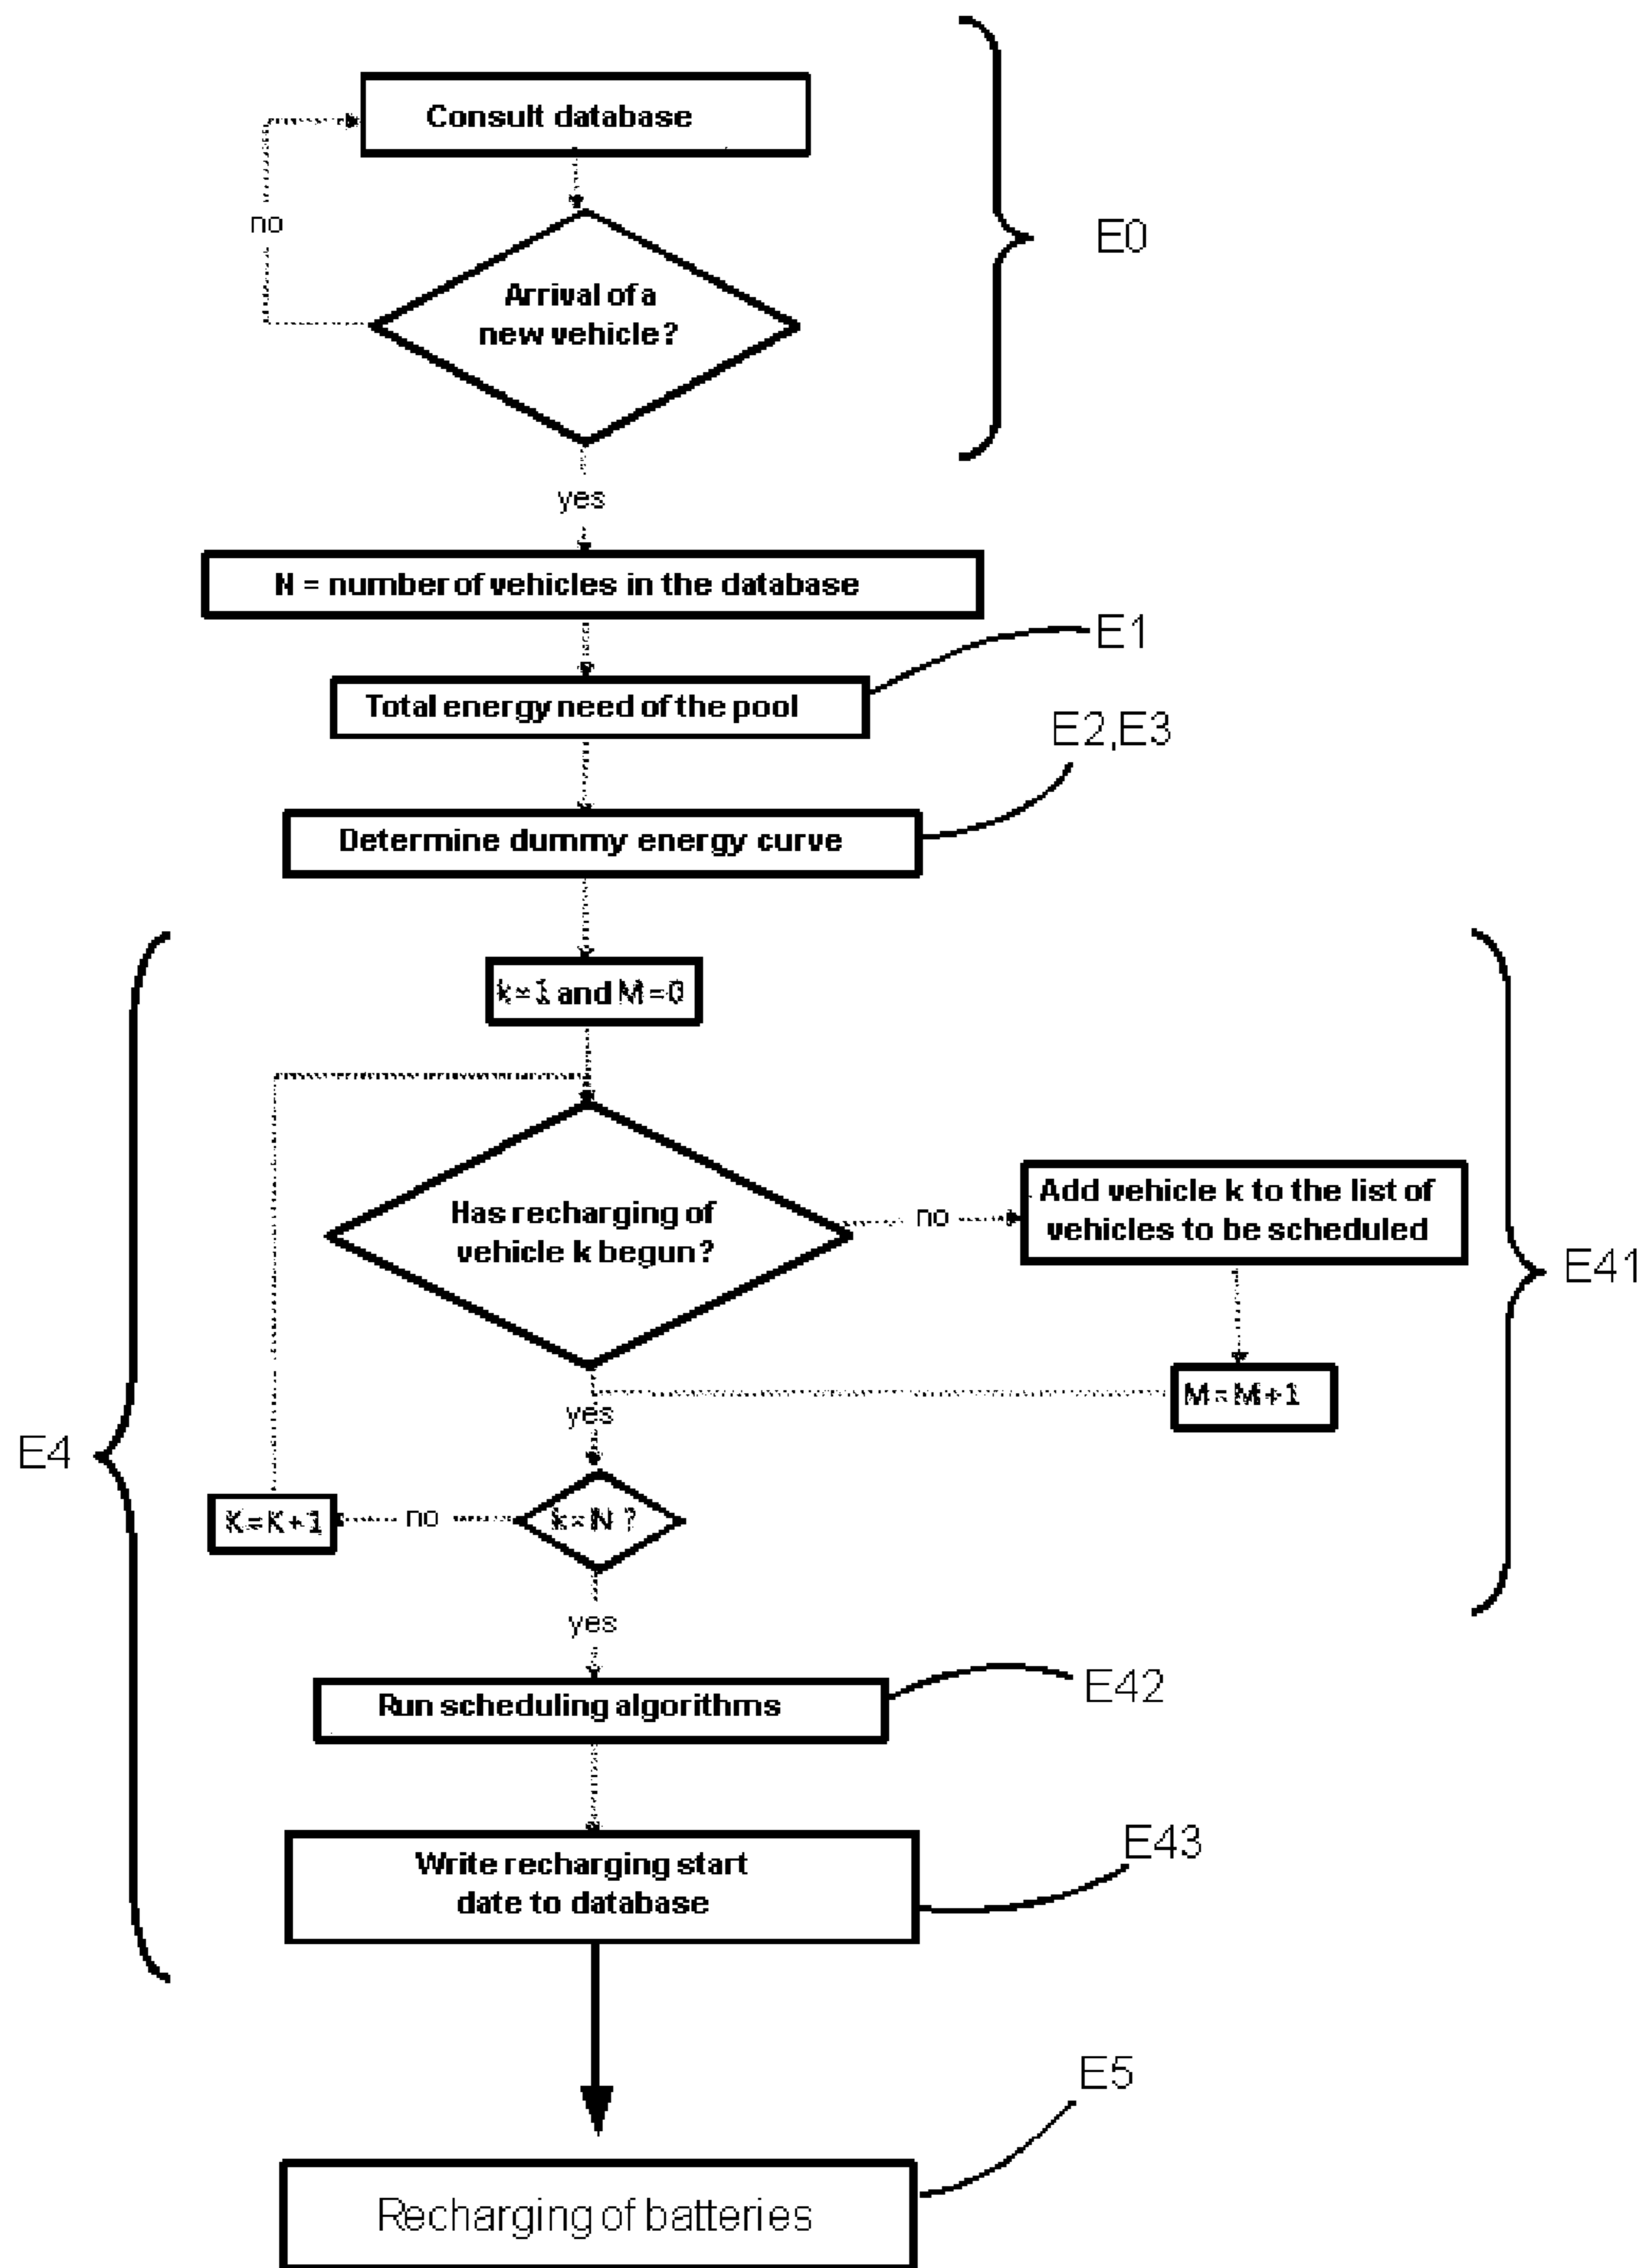 Consult database
no
E0
Arrival of a
new vehicle?
yes
N = number of vehicles in the database
E1
Total energy need of the pool
E2,E3
Determine dummy energy curve
k=1 and M=0
Has recharging of
vehicle k begun?
no
Add vehicle k to the list of
vehicles to be scheduled
E41
M=M+1
yes
E4
K=K+1
no
k=N ?
yes
Run scheduling algorithms
E42
Write recharging start
date to database
E43
E5
Recharging of batteries